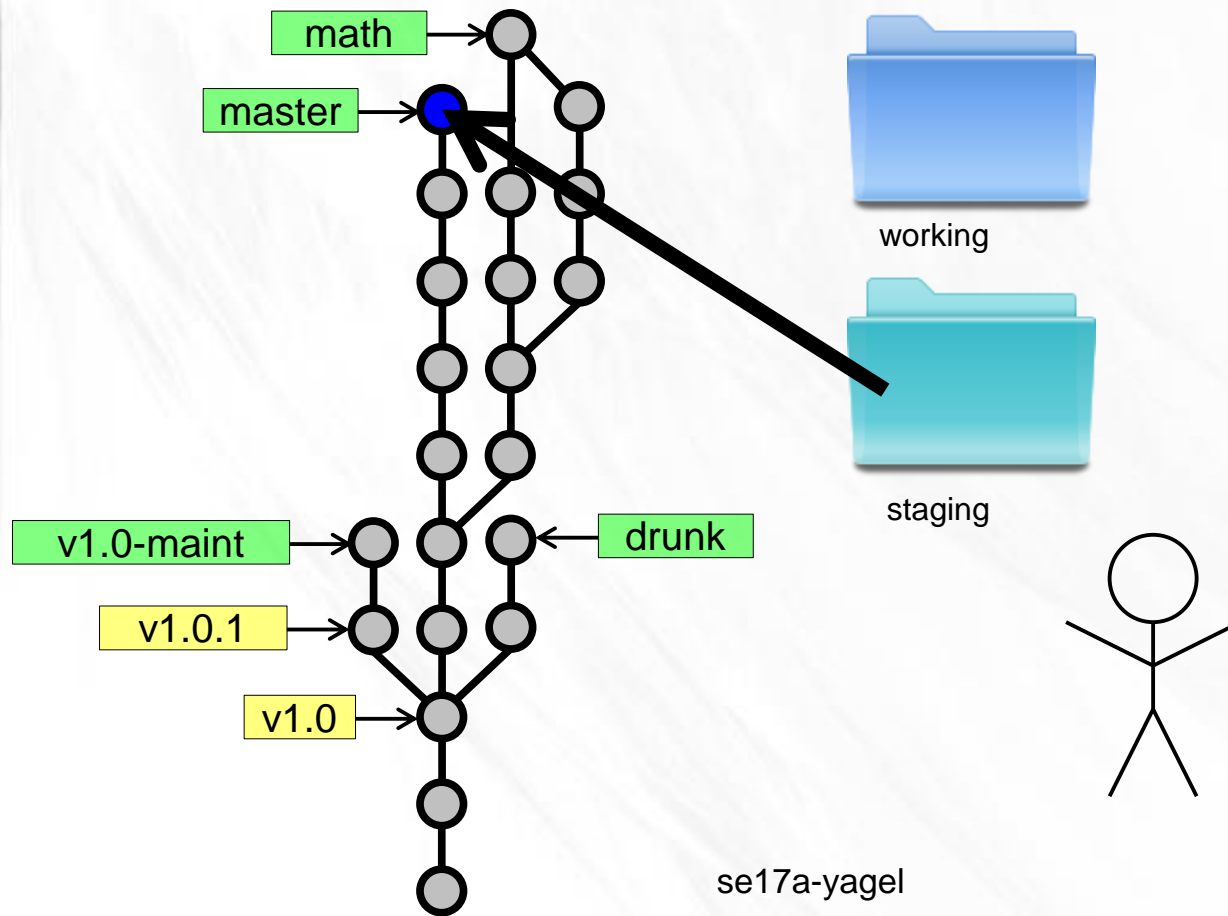 math
master
working
staging
v1.0-maint
drunk
v1.0.1
v1.0
se17a-yagel